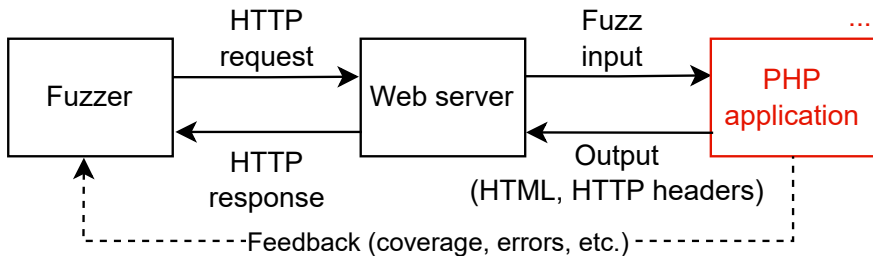 HTTP
request
Fuzz
input
...
Fuzzer
Web server
PHP
application
HTTP
response
Output
(HTML, HTTP headers)
Feedback (coverage, errors, etc.)